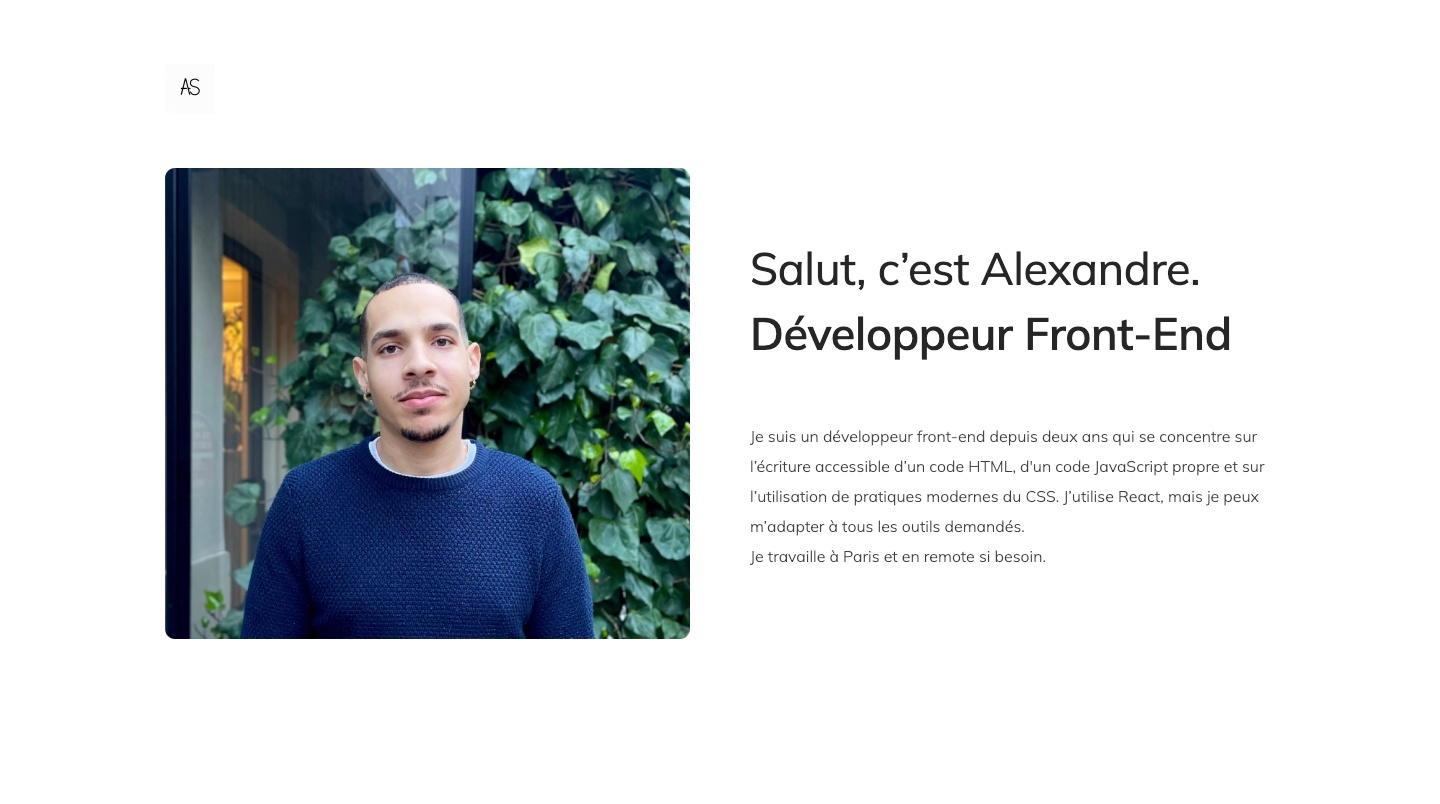 AS
Salut, c’est Alexandre.
Développeur Front-End
Je suis un développeur front-end depuis deux ans qui se concentre sur
l’écriture accessible d’un code HTML, d'un code JavaScript propre et sur
l’utilisation de pratiques modernes du CSS. J’utilise React, mais je peux
m’adapter à tous les outils demandés.
Je travaille à Paris et en remote si besoin.